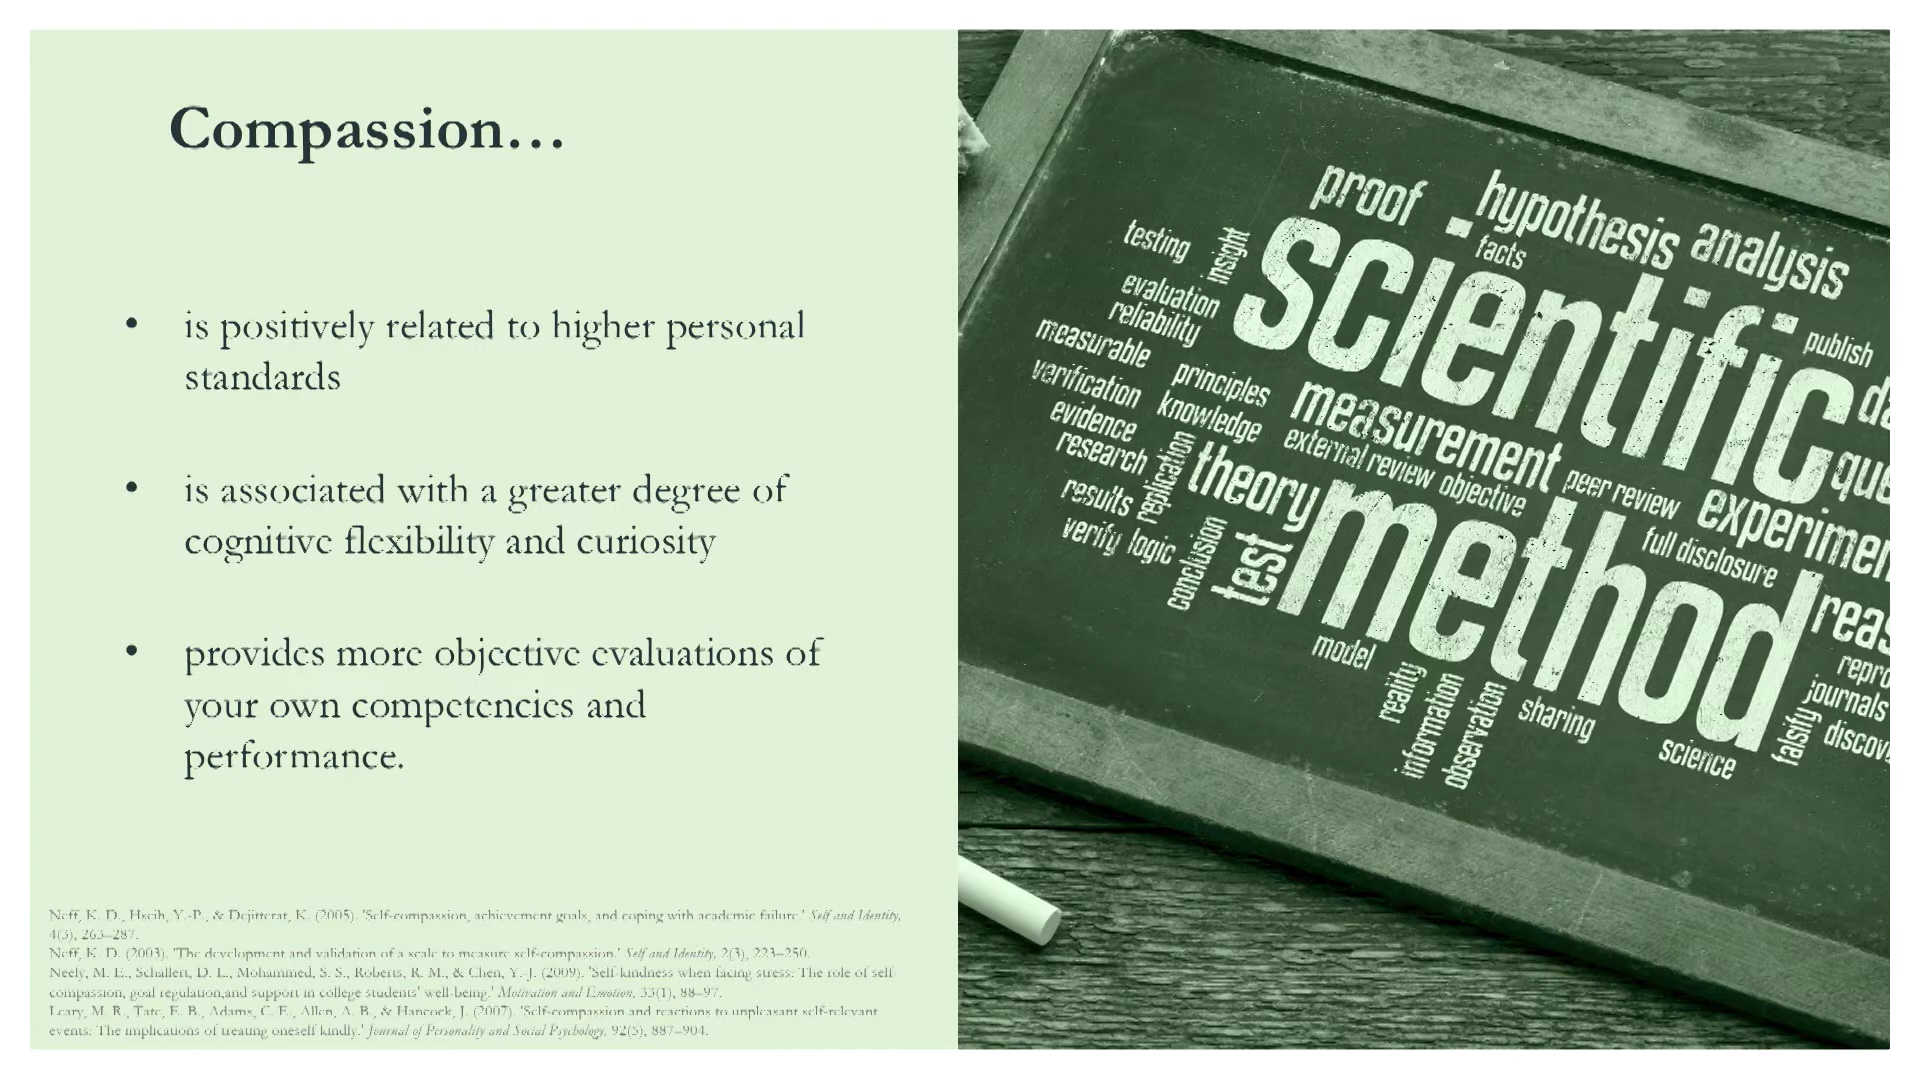 Compassion…
• is positively related to higher personal
standards
• is associated with a greater degree of
cognitive flexibility and curiosity
• provides more objective evaluations of
your own competencies and
performance.
Neff, K. D., Hseih, Y.-P., & Dejitterat, K. (2005). 'Self-compassion, achievement goals, and coping with academic failure.' Self and Identity,
4(3), 263–287.
Neff, K. D. (2003). 'The development and validation of a scale to measure self-compassion.' Self and Identity, 2(3), 223–250.
Neely, M. E., Schallert, D. L., Mohammed, S. S., Roberts, R. M., & Chen, Y.-J. (2009). 'Self-kindness when facing stress: The role of self-
compassion, goal regulation,and support in college students' well-being.' Motivation and Emotion, 33(1), 88–97.
Leary, M. R., Tate, E. B., Adams, C. E., Allen, A. B., & Hancock, J. (2007). 'Self-compassion and reactions to unpleasant self-relevant
events: The implications of treating oneself kindly.' Journal of Personality and Social Psychology, 92(5), 887–904.
proof
hypothesis
analysis
testing
insight
facts
scientific
evaluation
reliability
publish
measurable
verification
principles
measurement
da
evidence
knowledge
external review
objective
peer review
que
research
replication
theory
method
experimen
results
full disclosure
verify
logic
conclusion
test
reas
model
repro
reality
information
observation
sharing
journals
falsify
discov
science